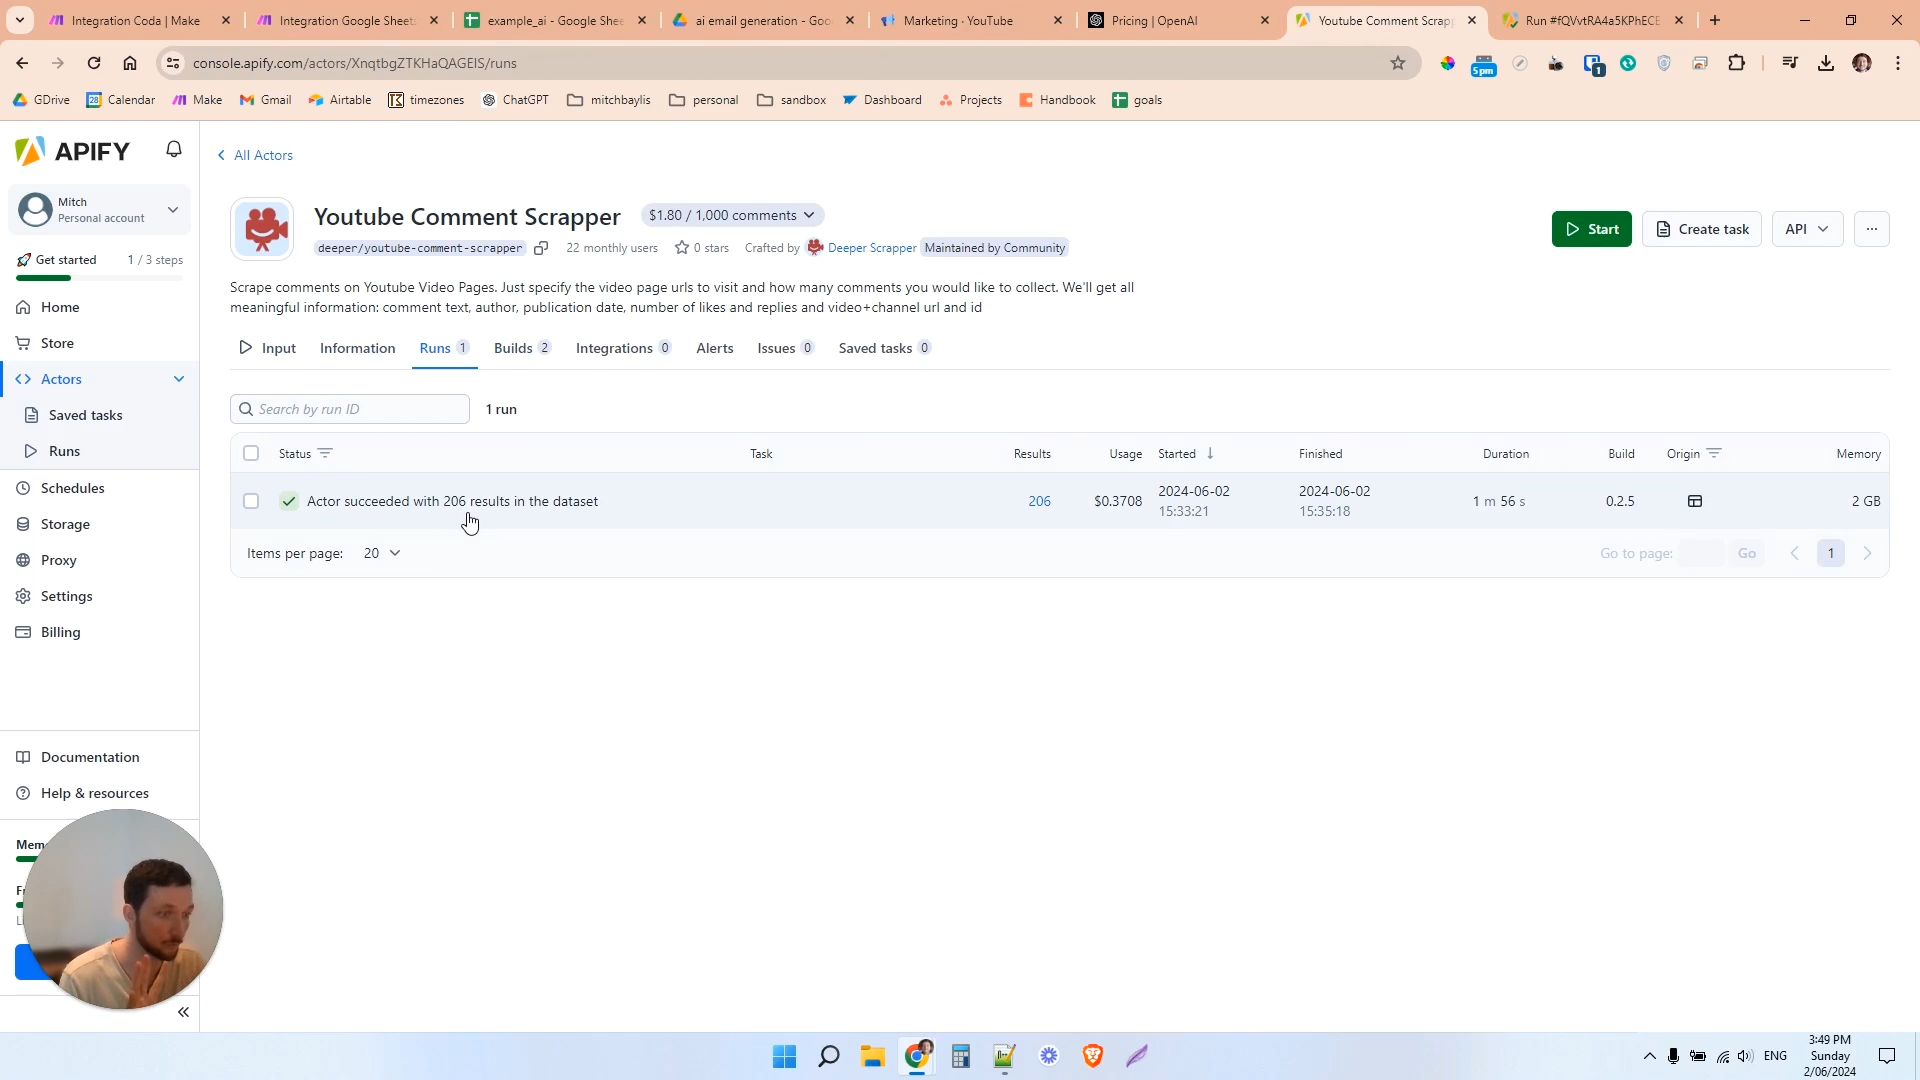 Integration Coda | Make
Integration Google Sheets
example_ai - Google Shee
ai email generation - Goo
Marketing - YouTube
Pricing | OpenAI
Youtube Comment Scrapp
Run #fQVvtRA4a5KPhECE
console.apify.com/actors/XnqtbgZTKHaQAGEIS/runs
5pm
1
GDrive
28
Calendar
Make
Gmail
Airtable
timezones
ChatGPT
mitchbaylis
personal
sandbox
Dashboard
Projects
Handbook
goals
APIFY
Mitch
Personal account
Get started 1 / 3 steps
Home
Store
Actors
Saved tasks
Runs
Schedules
Storage
Proxy
Settings
Billing
Documentation
Help & resources
Mem
All Actors
Youtube Comment Scrapper
$1.80 / 1,000 comments
deeper/youtube-comment-scrapper
22 monthly users
0 stars
Crafted by Deeper Scrapper
Maintained by Community
Start
Create task
API
Scrape comments on Youtube Video Pages. Just specify the video page urls to visit and how many comments you would like to collect. We'll get all
meaningful information: comment text, author, publication date, number of likes and replies and video+channel url and id
Input
Information
Runs 1
Builds 2
Integrations 0
Alerts
Issues 0
Saved tasks 0
Search by run ID
1 run
Status Task Results Usage Started Finished Duration Build Origin Memory
Actor succeeded with 206 results in the dataset 206 $0.3708 2024-06-02 15:33:21 2024-06-02 15:35:18 1 m 56 s 0.2.5 2 GB
Items per page: 20
Go to page: Go 1
ENG
3:49 PM
Sunday
2/06/2024